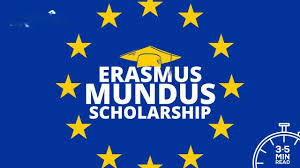 ERASMUS
MUNDUS
SCHOLARSHIP
3-5
MIN
READ